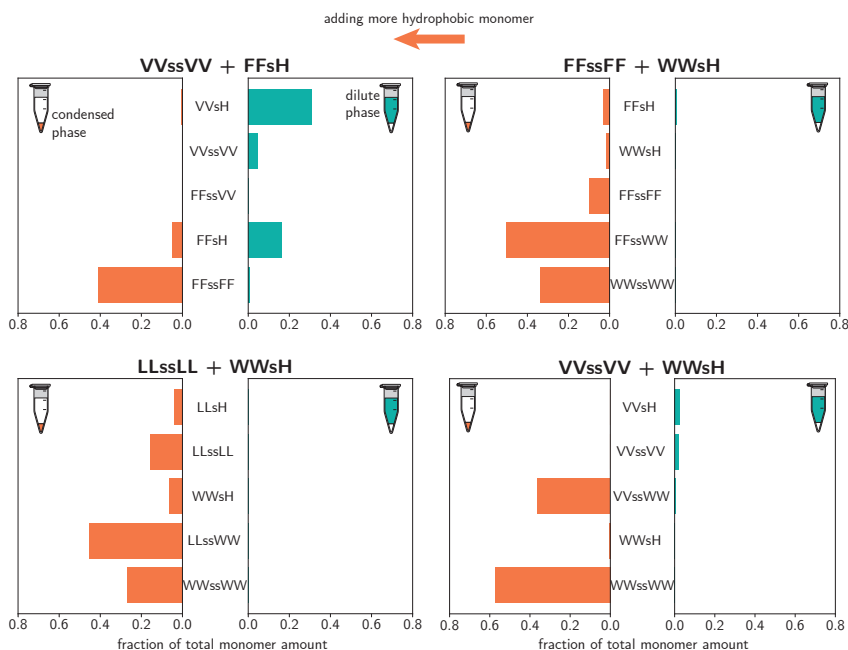 adding more hydrophobic monomer
VVssVV + FFsH
condensed
phase
dilute
phase
VVsH
VVssVV
FFssVV
FFsH
FFssFF
0.8 0.6 0.4 0.2 0.0
0.0 0.2 0.4 0.6 0.8
FFssFF + WWsH
FFsH
WWsH
FFssFF
FFssWW
WWssWW
0.8 0.6 0.4 0.2 0.0
0.0 0.2 0.4 0.6 0.8
LLssLL + WWsH
LLsH
LLssLL
WWsH
LLssWW
WWssWW
0.8 0.6 0.4 0.2 0.0
0.0 0.2 0.4 0.6 0.8
fraction of total monomer amount
VVssVV + WWsH
VVsH
VVssVV
VVssWW
WWsH
WWssWW
0.8 0.6 0.4 0.2 0.0
0.0 0.2 0.4 0.6 0.8
fraction of total monomer amount